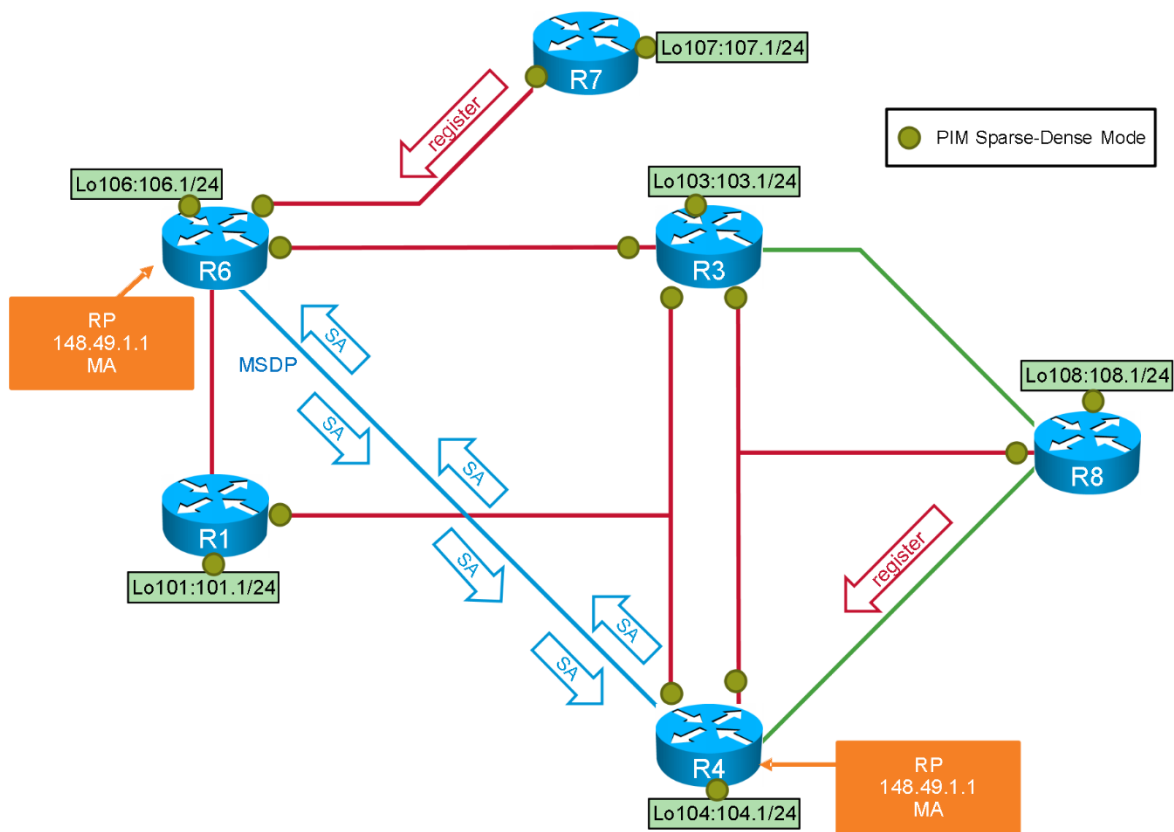 R7
Lo107:107.1/24
register
PIM Sparse-Dense Mode
Lo106:106.1/24
Lo103:103.1/24
R6
R3
RP
148.49.1.1
MA
MSDP
SA
SA
SA
SA
SA
SA
Lo108:108.1/24
R8
R1
Lo101:101.1/24
register
R4
Lo104:104.1/24
RP
148.49.1.1
MA